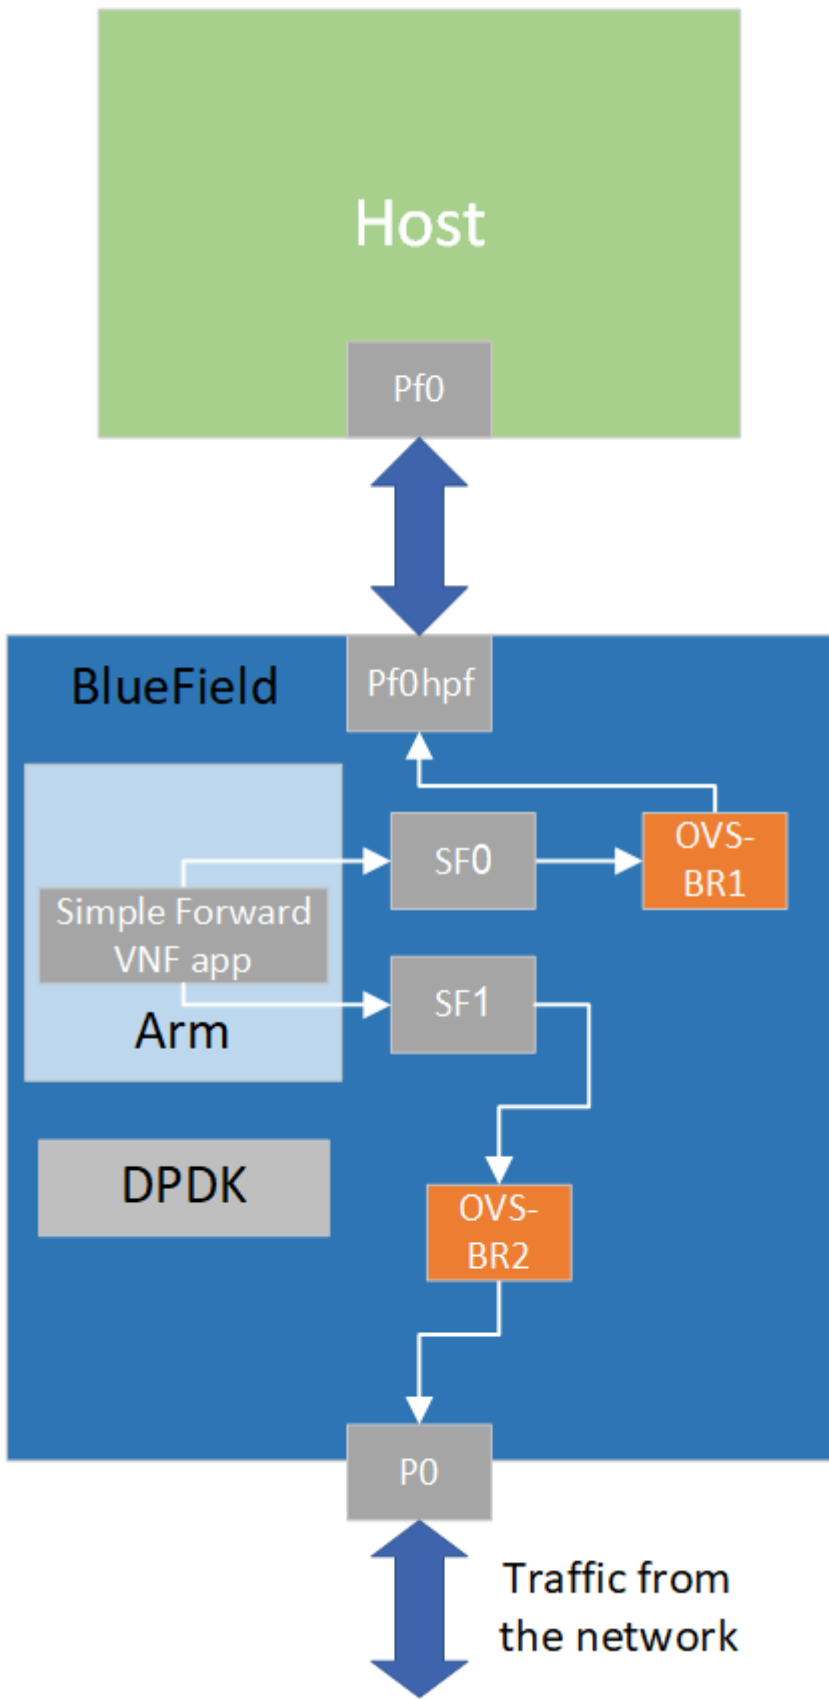 Host
Pf0
BlueField
Pf0hpf
SF0
OVS-
BR1
Simple Forward
VNF app
SF1
Arm
DPDK
OVS-
BR2
P0
Traffic from
the network